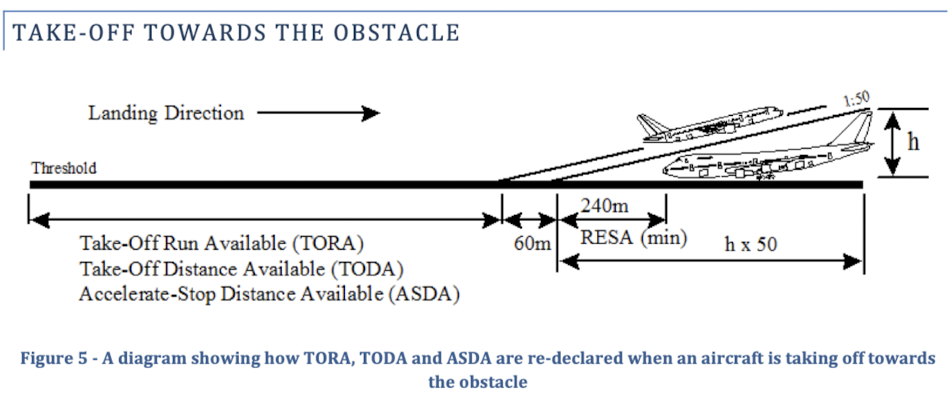 TAKE-OFF TOWARDS THE OBSTACLE
Landing Direction
1:50
h
Threshold
240m
60m
RESA (min)
h x 50
Take-Off Run Available (TORA)
Take-Off Distance Available (TODA)
Accelerate-Stop Distance Available (ASDA)
Figure 5 - A diagram showing how TORA, TODA and ASDA are re-declared when an aircraft is taking off towards
the obstacle